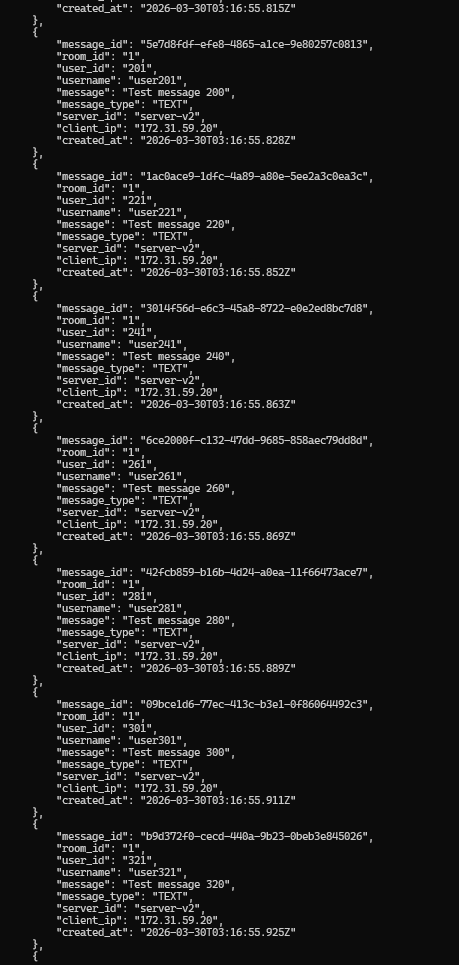 "created_at": "2026-03-30T03:16:55.815Z"
},
{
"message_id": "5e7d8fdf-efe8-4865-a1ce-9e80257c0813",
"room_id": "1",
"user_id": "201",
"username": "user201",
"message": "Test message 200",
"message_type": "TEXT",
"server_id": "server-v2",
"client_ip": "172.31.59.20",
"created_at": "2026-03-30T03:16:55.828Z"
},
{
"message_id": "1ac0ace9-1dfc-4a89-a80e-5ee2a3c0ea3c",
"room_id": "1",
"user_id": "221",
"username": "user221",
"message": "Test message 220",
"message_type": "TEXT",
"server_id": "server-v2",
"client_ip": "172.31.59.20",
"created_at": "2026-03-30T03:16:55.852Z"
},
{
"message_id": "3014f56d-e6c3-45a8-8722-e0e2ed8bc7d8",
"room_id": "1",
"user_id": "241",
"username": "user241",
"message": "Test message 240",
"message_type": "TEXT",
"server_id": "server-v2",
"client_ip": "172.31.59.20",
"created_at": "2026-03-30T03:16:55.863Z"
},
{
"message_id": "6ce2000f-c132-47dd-9685-858aec79dd8d",
"room_id": "1",
"user_id": "261",
"username": "user261",
"message": "Test message 260",
"message_type": "TEXT",
"server_id": "server-v2",
"client_ip": "172.31.59.20",
"created_at": "2026-03-30T03:16:55.869Z"
},
{
"message_id": "42fcb859-b16b-4d24-a0ea-11f66473ace7",
"room_id": "1",
"user_id": "281",
"username": "user281",
"message": "Test message 280",
"message_type": "TEXT",
"server_id": "server-v2",
"client_ip": "172.31.59.20",
"created_at": "2026-03-30T03:16:55.889Z"
},
{
"message_id": "09bce1d6-77ec-413c-b3e1-0f86064492c3",
"room_id": "1",
"user_id": "301",
"username": "user301",
"message": "Test message 300",
"message_type": "TEXT",
"server_id": "server-v2",
"client_ip": "172.31.59.20",
"created_at": "2026-03-30T03:16:55.911Z"
},
{
"message_id": "b9d372f0-cecd-440a-9b23-0beb3e845026",
"room_id": "1",
"user_id": "321",
"username": "user321",
"message": "Test message 320",
"message_type": "TEXT",
"server_id": "server-v2",
"client_ip": "172.31.59.20",
"created_at": "2026-03-30T03:16:55.925Z"
},
{